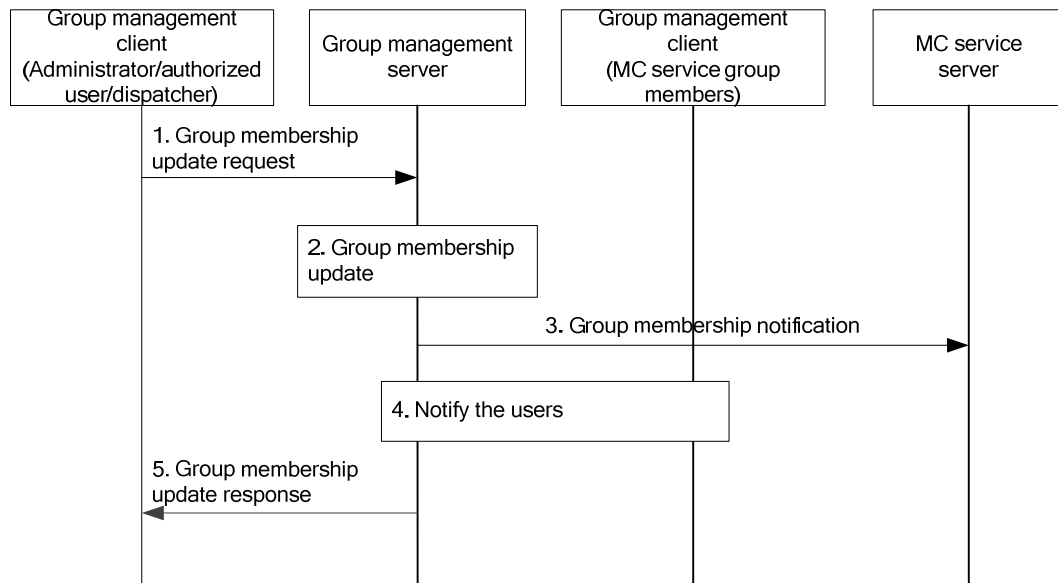 Group management
client
(Administrator/authorized
user/dispatcher)
Group management
server
Group management
client
(MC service group
members)
MC service
server
1. Group membership
update request
2. Group membership
update
3. Group membership notification
4. Notify the users
5. Group membership
update response